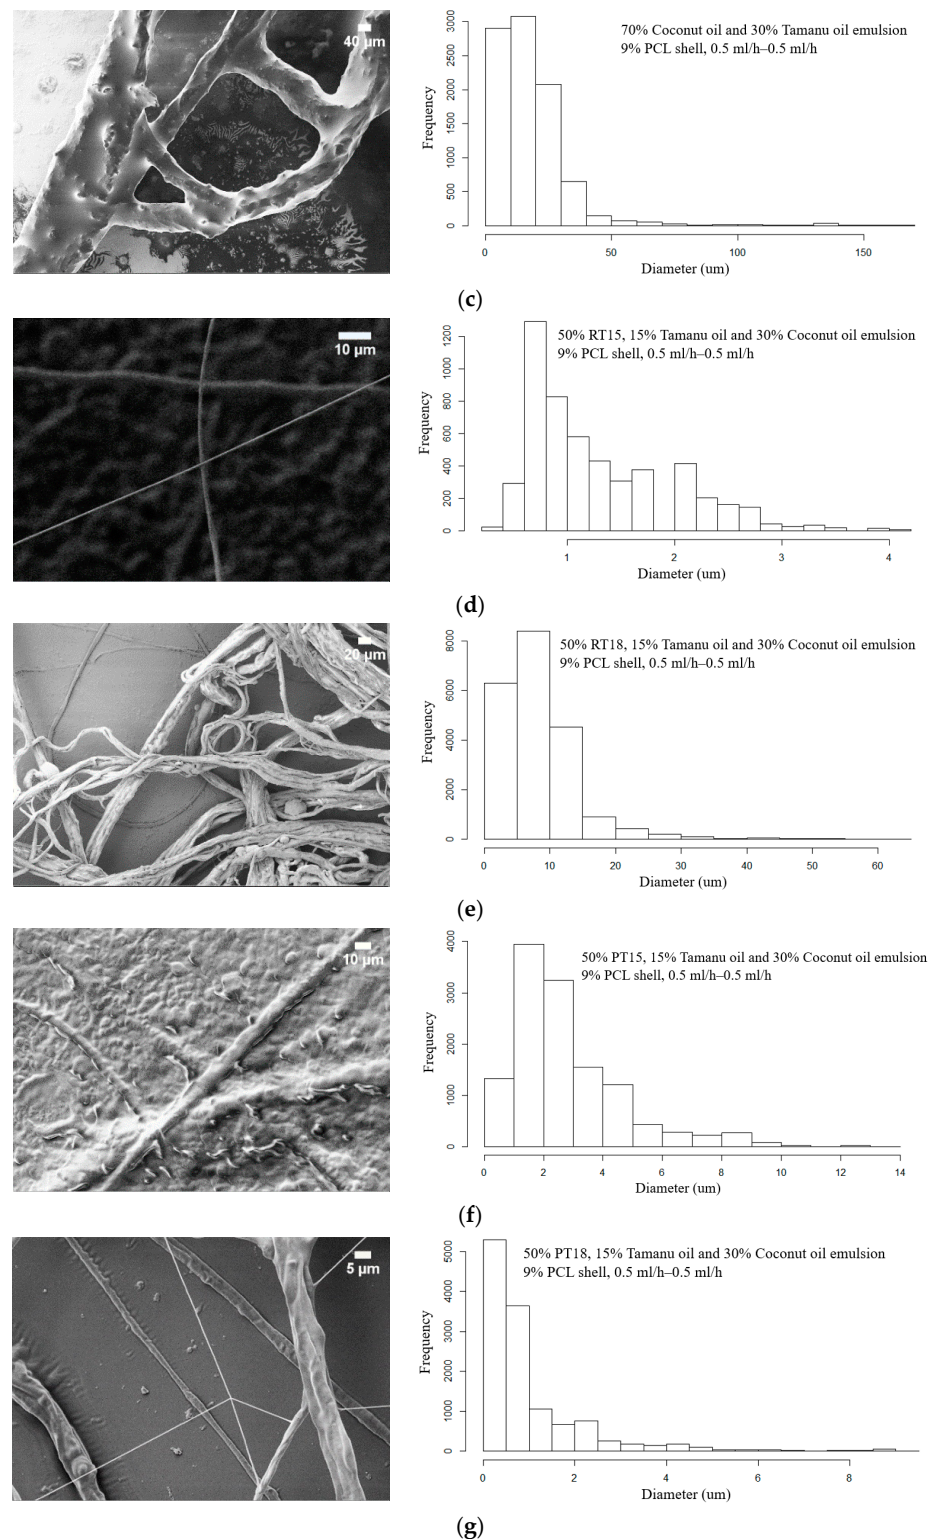 40 µm
70% Coconut oil and 30% Tamanu oil emulsion
9% PCL shell, 0.5 ml/h–0.5 ml/h
Frequency
0 500 1000 1500 2000 2500 3000
0 50 100 150
Diameter (um)
(c)
10 µm
50% RT15, 15% Tamanu oil and 30% Coconut oil emulsion
9% PCL shell, 0.5 ml/h–0.5 ml/h
Frequency
0 200 400 600 800 1000 1200
1 2 3 4
Diameter (um)
(d)
20 µm
50% RT18, 15% Tamanu oil and 30% Coconut oil emulsion
9% PCL shell, 0.5 ml/h–0.5 ml/h
Frequency
0 2000 4000 6000 8000
0 10 20 30 40 50 60
Diameter (um)
(e)
10 µm
50% PT15, 15% Tamanu oil and 30% Coconut oil emulsion
9% PCL shell, 0.5 ml/h–0.5 ml/h
Frequency
0 1000 2000 3000 4000
0 2 4 6 8 10 12 14
Diameter (um)
(f)
5 µm
50% PT18, 15% Tamanu oil and 30% Coconut oil emulsion
9% PCL shell, 0.5 ml/h–0.5 ml/h
Frequency
0 1000 2000 3000 4000 5000
0 2 4 6 8
Diameter (um)
(g)